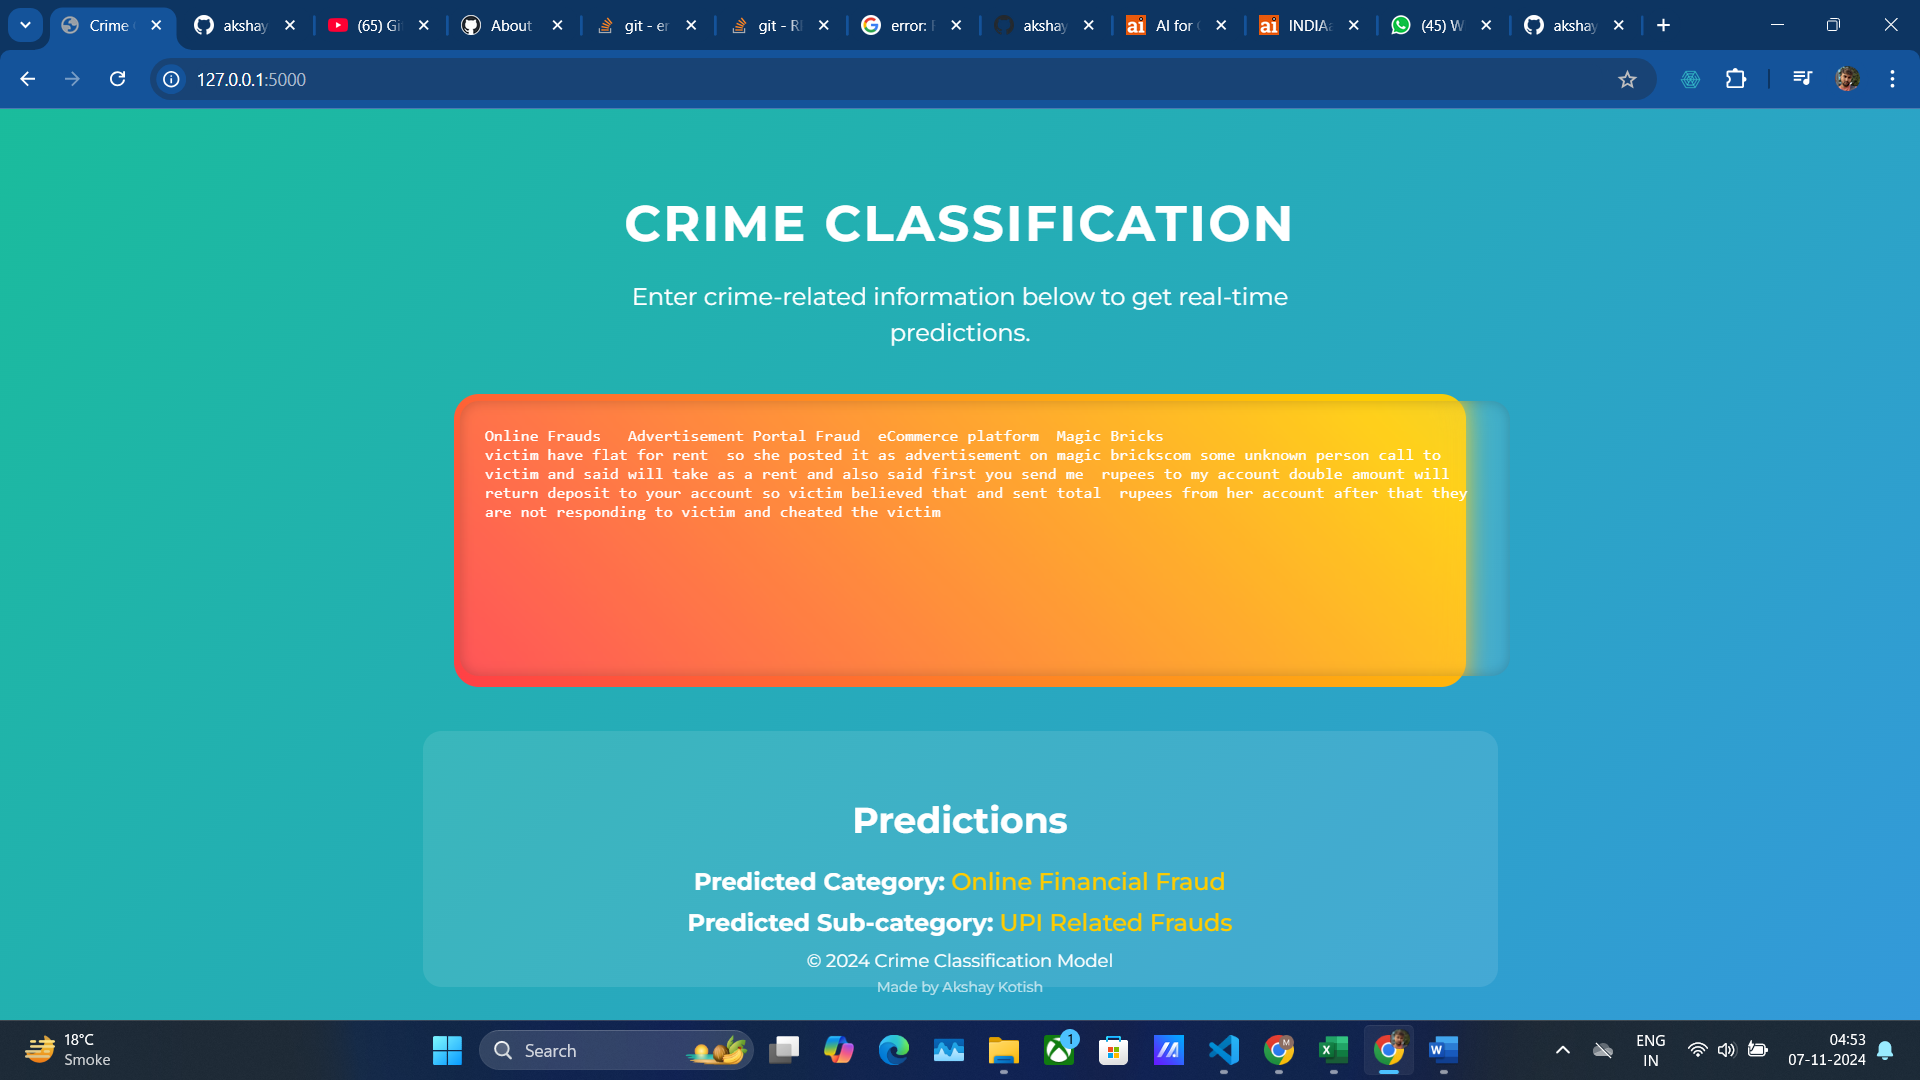 Crime
akshay
(65) Gi
About
git - er
git - R
error:
akshay
AI for
INDIAa
(45) W
akshay
127.0.0.1:5000
CRIME CLASSIFICATION
Enter crime-related information below to get real-time
predictions.
Online Frauds   Advertisement Portal Fraud  eCommerce platform  Magic Bricks
victim have flat for rent  so she posted it as advertisement on magic brickscom some unknown person call to
victim and said will take as a rent and also said first you send me  rupees to my account double amount will
return deposit to your account so victim believed that and sent total  rupees from her account after that they
are not responding to victim and cheated the victim
Predictions
Predicted Category: Online Financial Fraud
Predicted Sub-category: UPI Related Frauds
© 2024 Crime Classification Model
Made by Akshay Kotish
18°C
Smoke
Search
1
ENG
IN
04:53
07-11-2024